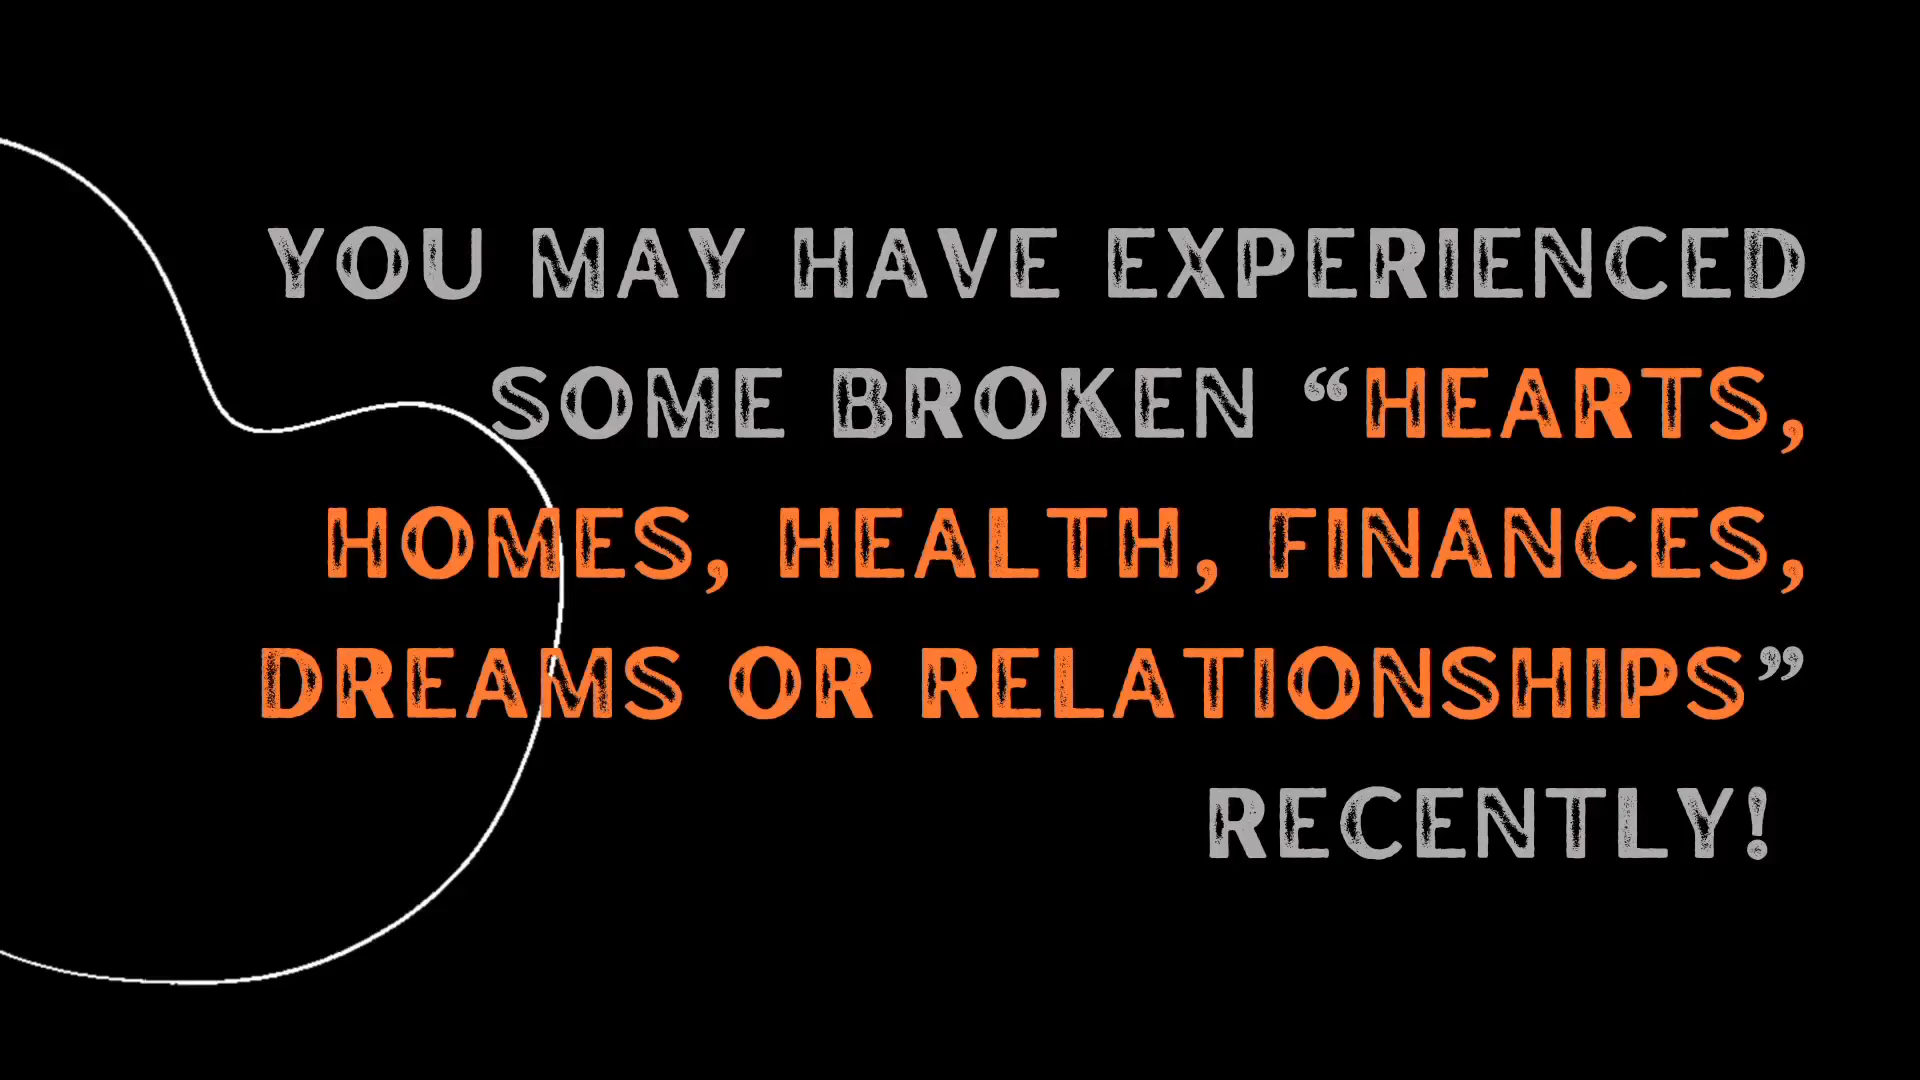 YOU MAY HAVE EXPERIENCED
SOME BROKEN “HEARTS,
HOMES, HEALTH, FINANCES,
DREAMS OR RELATIONSHIPS”
RECENTLY!